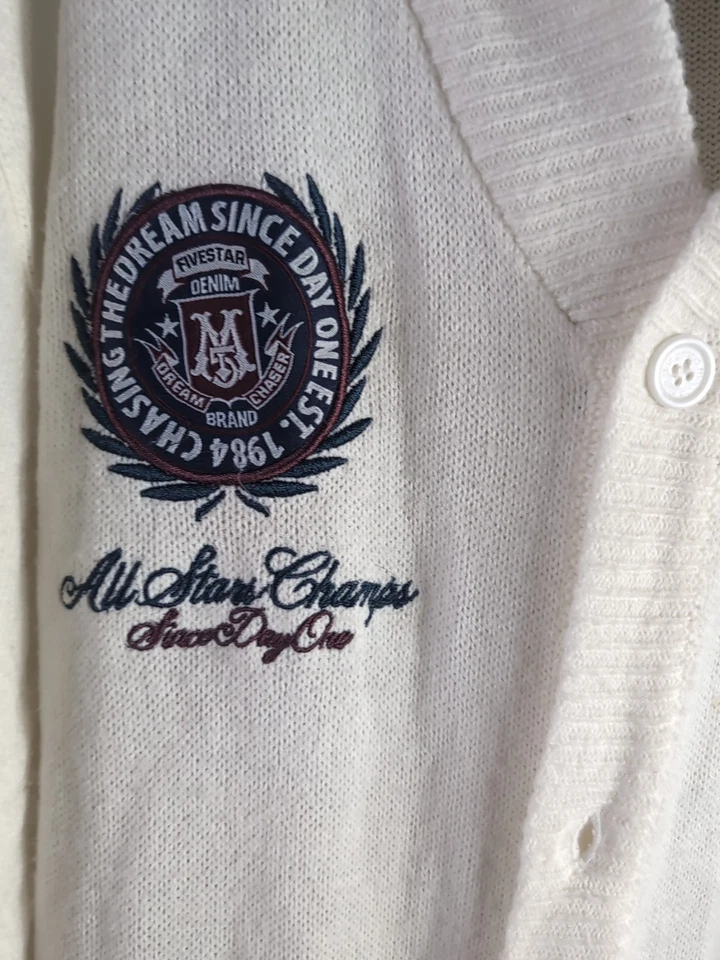 CHASING THE DREAM SINCE DAY ONE EST. 1984
FIVESTAR
DENIM
M
DREAM CHASER
BRAND
All Stars Champs
Since Day One